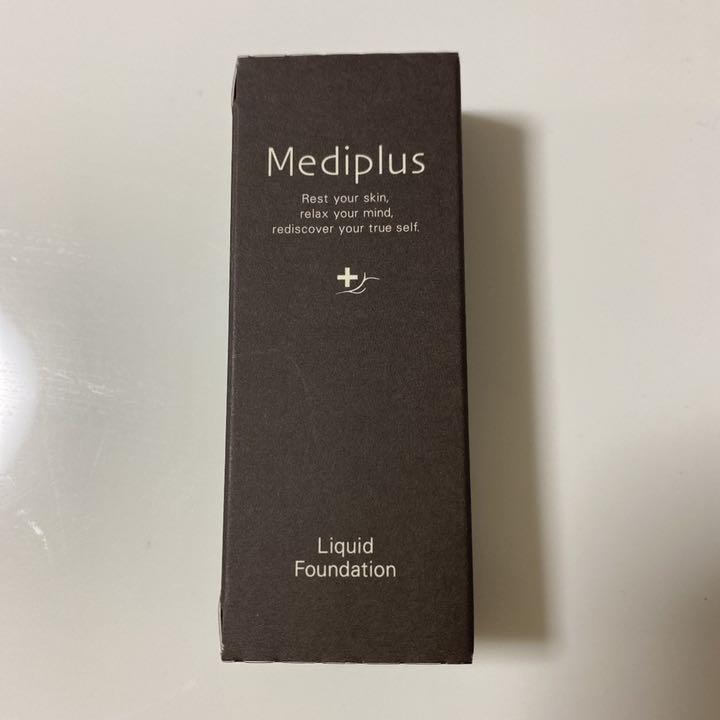 Mediplus
Rest your skin,
relax your mind,
rediscover your true self.
Liquid
Foundation